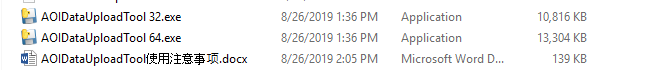 AOIDataUploadTool 32.exe 8/26/2019 1:36 PM Application 10,816 KB
AOIDataUploadTool 64.exe 8/26/2019 1:36 PM Application 13,304 KB
AOIDataUploadTool使用注意事项.docx 8/26/2019 2:05 PM Microsoft Word D... 139 KB